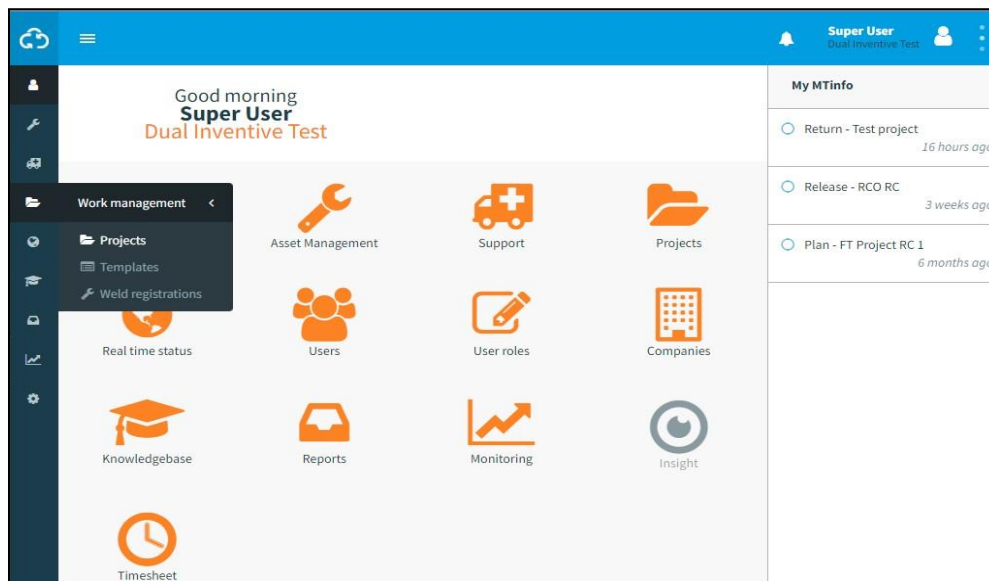 Super User
Dual Inventive Test
Good morning
Super User
Dual Inventive Test
My MTinfo
Return - Test project
16 hours ago
Release - RCO RC
3 weeks ago
Plan - FT Project RC 1
6 months ago
Work management
Projects
Templates
Weld registrations
Asset Management
Support
Projects
Real time status
Users
User roles
Companies
Knowledgebase
Reports
Monitoring
Insight
Timesheet